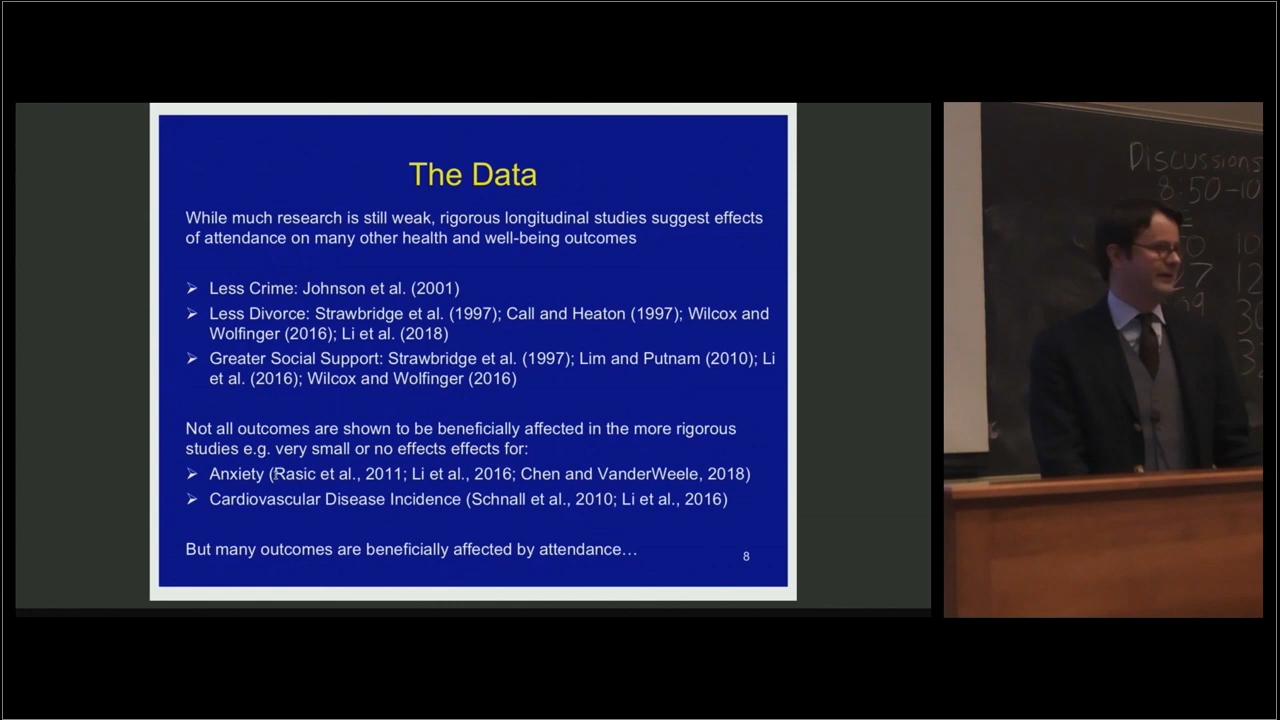 The Data
While much research is still weak, rigorous longitudinal studies suggest effects
of attendance on many other health and well-being outcomes
➢ Less Crime: Johnson et al. (2001)
➢ Less Divorce: Strawbridge et al. (1997); Call and Heaton (1997); Wilcox and
Wolfinger (2016); Li et al. (2018)
➢ Greater Social Support: Strawbridge et al. (1997); Lim and Putnam (2010); Li
et al. (2016); Wilcox and Wolfinger (2016)
Not all outcomes are shown to be beneficially affected in the more rigorous
studies e.g. very small or no effects effects for:
➢ Anxiety (Rasic et al., 2011; Li et al., 2016; Chen and VanderWeele, 2018)
➢ Cardiovascular Disease Incidence (Schnall et al., 2010; Li et al., 2016)
But many outcomes are beneficially affected by attendance…
8
Discussions
8:50-10